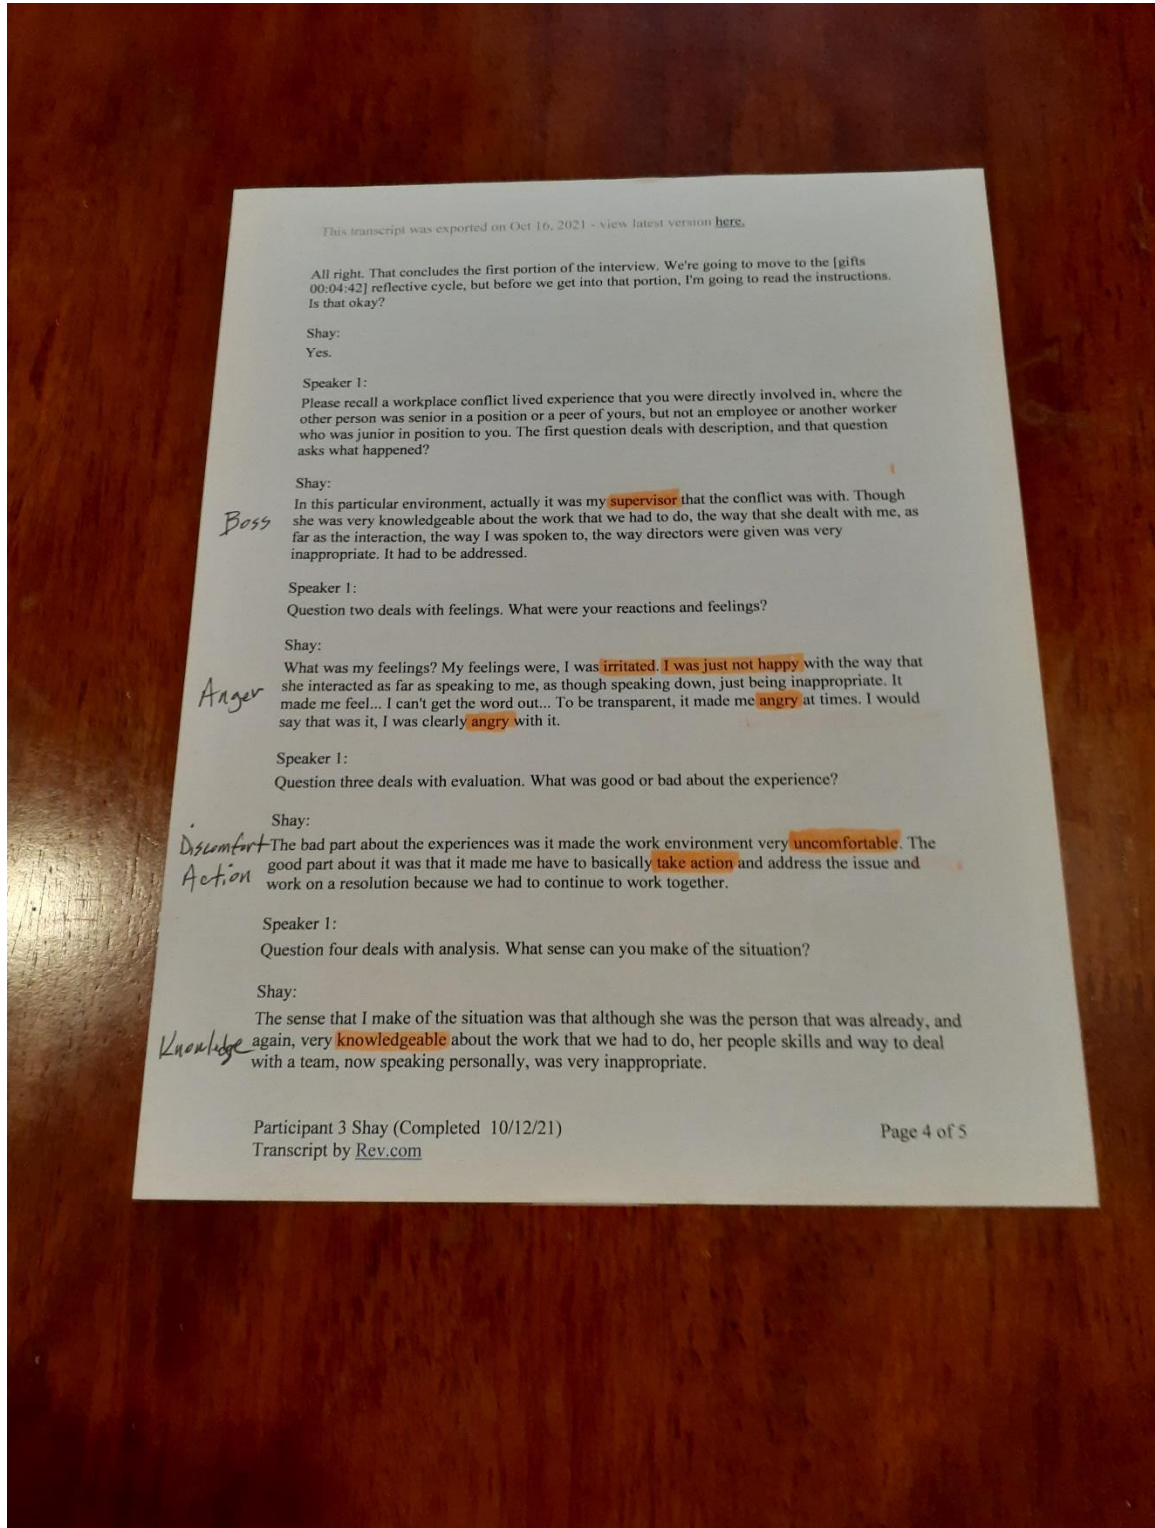 This transcript was exported on Oct 16, 2021 - view latest version here.
All right. That concludes the first portion of the interview. We're going to move to the [gifts
00:04:42] reflective cycle, but before we get into that portion, I'm going to read the instructions.
Is that okay?
Shay:
Yes.
Speaker 1:
Please recall a workplace conflict lived experience that you were directly involved in, where the
other person was senior in a position or a peer of yours, but not an employee or another worker
who was junior in position to you. The first question deals with description, and that question
asks what happened?
Shay:
In this particular environment, actually it was my supervisor that the conflict was with. Though
Boss she was very knowledgeable about the work that we had to do, the way that she dealt with me, as
far as the interaction, the way I was spoken to, the way directors were given was very
inappropriate. It had to be addressed.
Speaker 1:
Question two deals with feelings. What were your reactions and feelings?
Shay:
What was my feelings? My feelings were, I was irritated. I was just not happy with the way that
she interacted as far as speaking to me, as though speaking down, just being inappropriate. It
Anger made me feel... I can't get the word out... To be transparent, it made me angry at times. I would
say that was it, I was clearly angry with it.
Speaker 1:
Question three deals with evaluation. What was good or bad about the experience?
Shay:
Discomfort The bad part about the experiences was it made the work environment very uncomfortable. The
Action good part about it was that it made me have to basically take action and address the issue and
work on a resolution because we had to continue to work together.
Speaker 1:
Question four deals with analysis. What sense can you make of the situation?
Shay:
The sense that I make of the situation was that although she was the person that was already, and
Knowledge again, very knowledgeable about the work that we had to do, her people skills and way to deal
with a team, now speaking personally, was very inappropriate.
Participant 3 Shay (Completed 10/12/21)
Transcript by Rev.com
Page 4 of 5